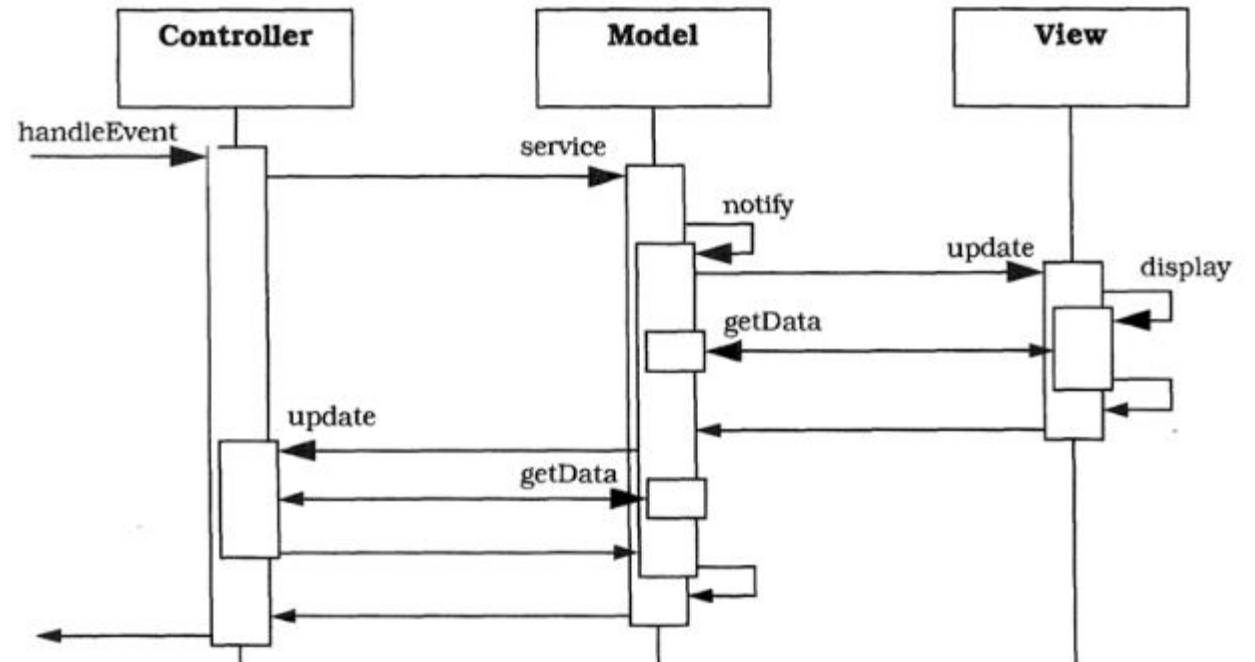 Controller
Model
View
handleEvent
service
notify
update
display
getData
update
getData